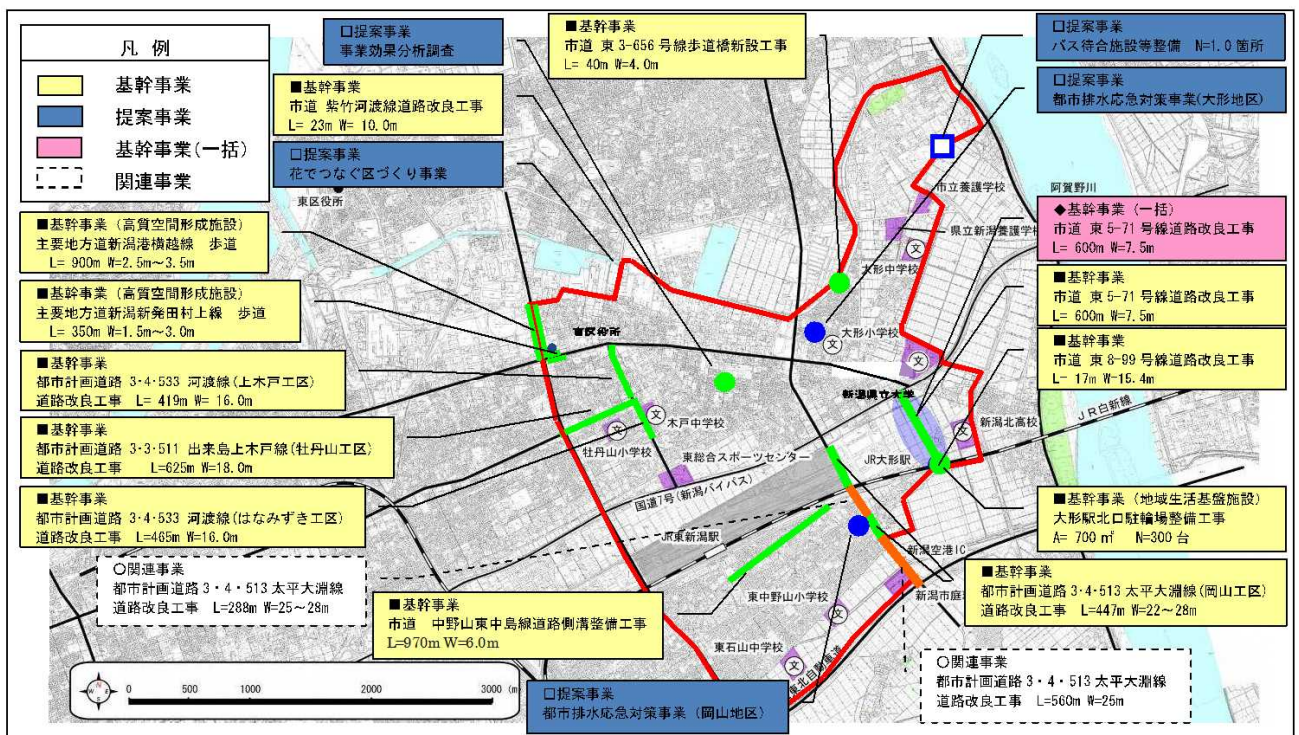 凡 例
基幹事業
提案事業
基幹事業(一括)
関連事業
□提案事業
事業効果分析調査
■基幹事業
市道 紫竹河渡線道路改良工事
L= 23m W= 10.0m
□提案事業
花でつなぐ区づくり事業
■基幹事業
市道 東3-656号線歩道橋新設工事
L= 40m W=4.0m
□提案事業
バス待合施設等整備 N=1.0箇所
□提案事業
都市排水応急対策事業(大形地区)
東区役所
■基幹事業(高質空間形成施設)
主要地方道新潟港横越線 歩道
L= 900m W=2.5m~3.5m
■基幹事業(高質空間形成施設)
主要地方道新潟新発田村上線 歩道
L= 350m W=1.5m~3.0m
■基幹事業
都市計画道路 3・4・533 河渡線(上木戸工区)
道路改良工事 L= 419m W= 16.0m
■基幹事業
都市計画道路 3・3・511 出来島上木戸線(牡丹山工区)
道路改良工事 L=625m W=18.0m
■基幹事業
都市計画道路 3・4・533 河渡線(はなみずき工区)
道路改良工事 L=465m W=16.0m
○関連事業
都市計画道路 3・4・513 太平大淵線
道路改良工事 L=288m W=25~28m
■基幹事業
市道 中野山東中島線道路側溝整備工事
L=970m W=6.0m
□提案事業
都市排水応急対策事業(岡山地区)
市立養護学校
阿賀野川
県立新潟養護学校
文
大形中学校
◆基幹事業(一括)
市道 東5-71号線道路改良工事
L= 600m W=7.5m
■基幹事業
市道 東5-71号線道路改良工事
L= 600m W=7.5m
■基幹事業
市道 東8-99号線道路改良工事
L= 17m W=15.4m
大形小学校
文
文
東区役所
新潟県立大学
JR白新線
新潟北高校
文
木戸中学校
文
文
牡丹山小学校
東総合スポーツセンター
JR大形駅
国道7号(新潟バイパス)
JR東新潟駅
新潟空港IC
■基幹事業(地域生活基盤施設)
大形駅北口駐輪場整備工事
A= 700㎡ N=300台
■基幹事業
都市計画道路 3・4・513 太平大淵線(岡山工区)
道路改良工事 L=447m W=22~28m
東中野山小学校
文
東石山中学校
文
文
東北自動車道
○関連事業
都市計画道路 3・4・513 太平大淵線
道路改良工事 L=560m W=25m
N
W
E
S
0 500 1000 2000 3000 (m)